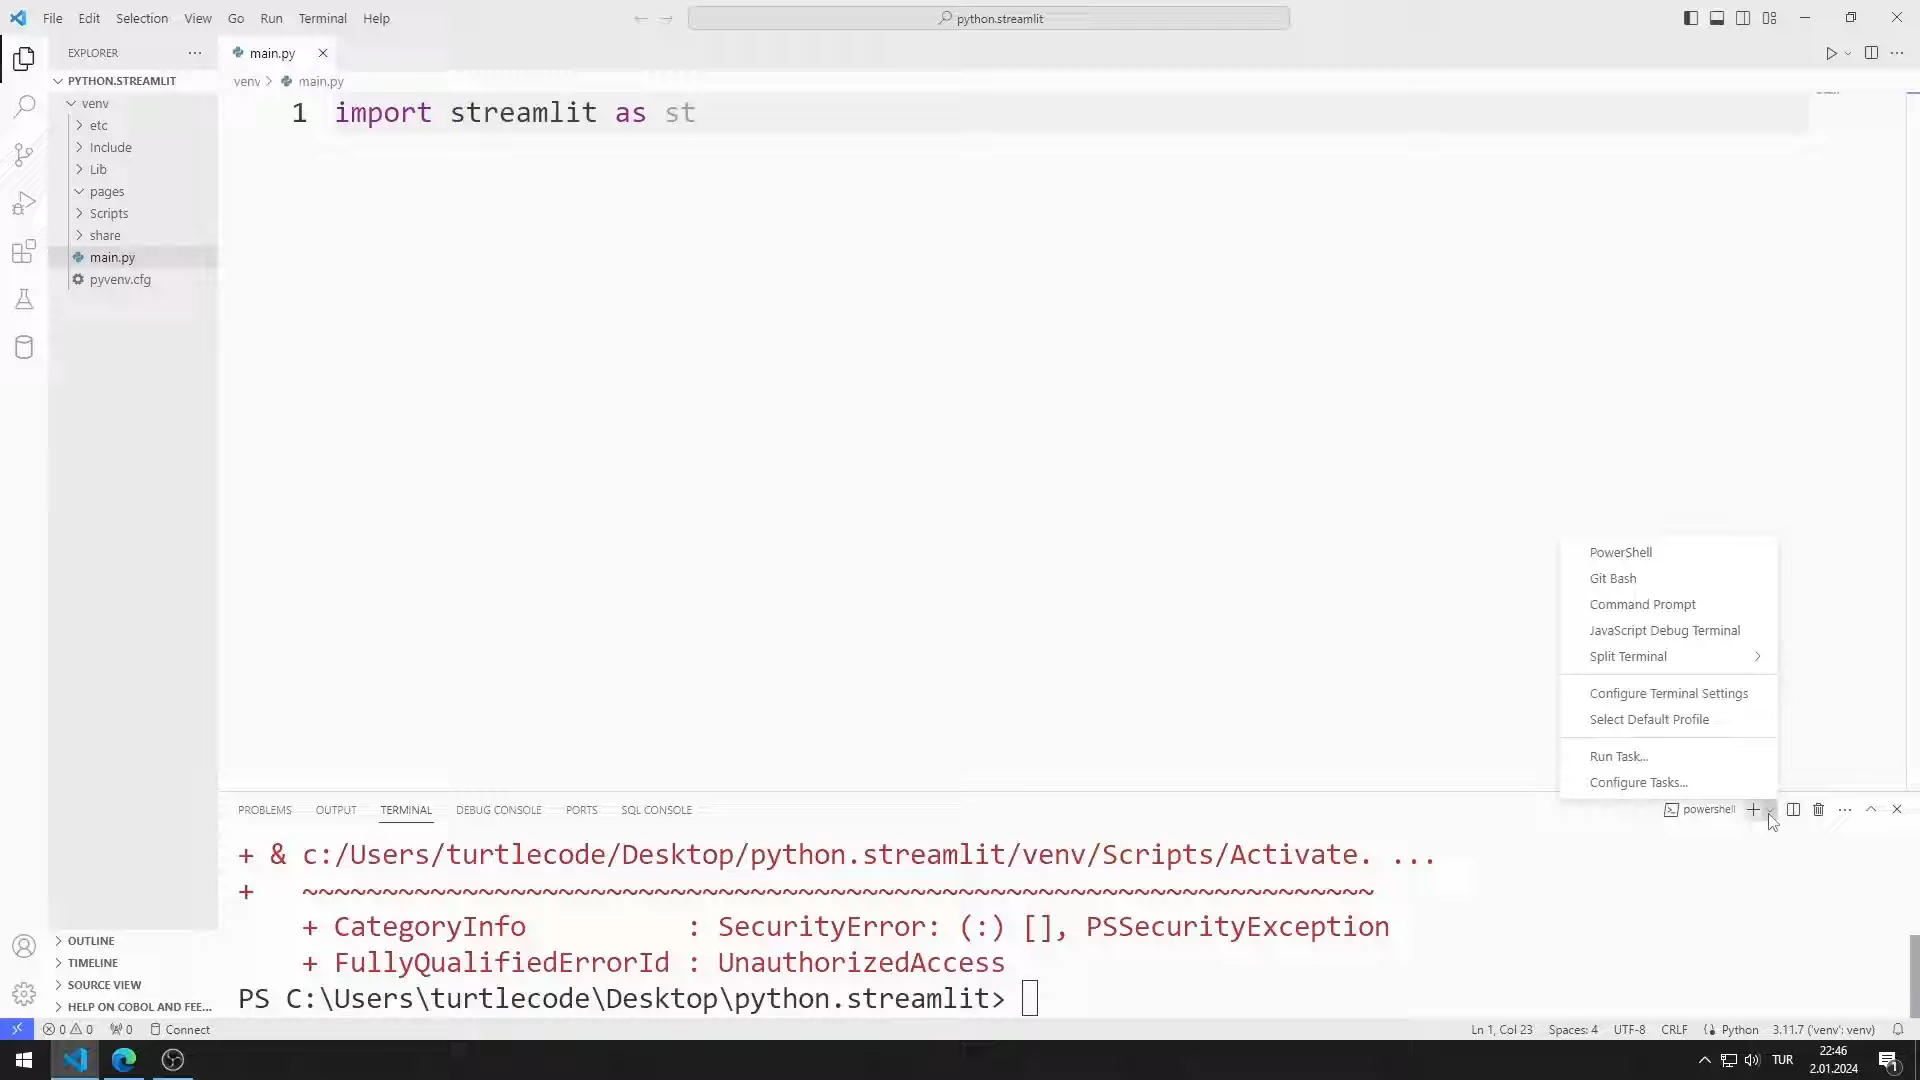 File Edit Selection View Go Run Terminal Help
python.streamlit
EXPLORER
main.py
PYTHON.STREAMLIT
venv > main.py
venv
etc
Include
Lib
pages
Scripts
share
main.py
pyvenv.cfg
1 import streamlit as st
PowerShell
Git Bash
Command Prompt
JavaScript Debug Terminal
Split Terminal
Configure Terminal Settings
Select Default Profile
Run Task...
Configure Tasks...
PROBLEMS OUTPUT TERMINAL DEBUG CONSOLE PORTS SQL CONSOLE
powershell
+ & c:/Users/turtlecode/Desktop/python.streamlit/venv/Scripts/Activate. ...
+   ~~~~~~~~~~~~~~~~~~~~~~~~~~~~~~~~~~~~~~~~~~~~~~~~~~~~~~~~~~~~~~~~~~~
+ CategoryInfo          : SecurityError: (:) [], PSSecurityException
+ FullyQualifiedErrorId : UnauthorizedAccess
PS C:\Users\turtlecode\Desktop\python.streamlit>
OUTLINE
TIMELINE
SOURCE VIEW
HELP ON COBOL AND FEE...
0 0 0 Connect
Ln 1, Col 23 Spaces: 4 UTF-8 CRLF Python 3.11.7 ('venv': venv)
TUR
22:46
2.01.2024
1